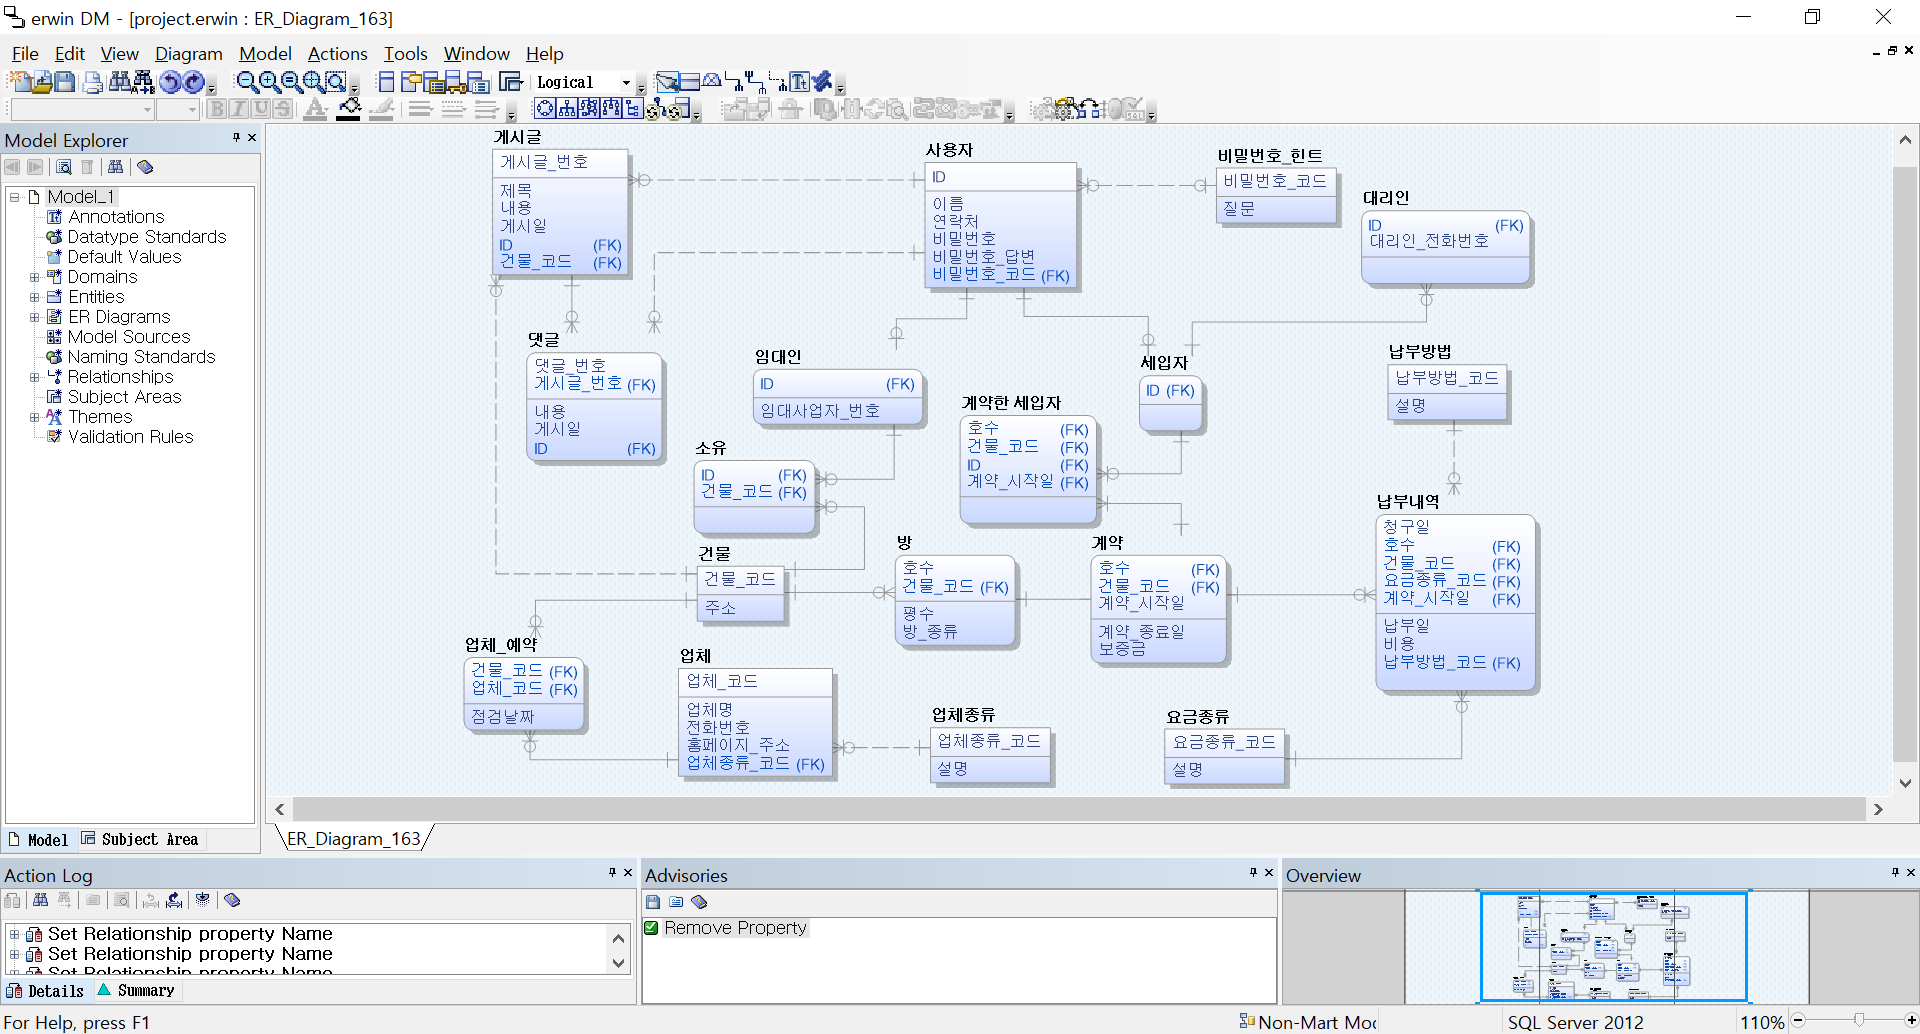 erwin DM - [project.erwin : ER_Diagram_163]
File Edit View Diagram Model Actions Tools Window Help
Logical
Model Explorer
Model_1
Annotations
Datatype Standards
Default Values
Domains
Entities
ER Diagrams
Model Sources
Naming Standards
Relationships
Subject Areas
Themes
Validation Rules
Model Subject Area
게시글
게시글_번호
제목
내용
게시일
ID (FK)
건물_코드 (FK)
사용자
ID
이름
연락처
비밀번호
비밀번호_답변
비밀번호_코드 (FK)
비밀번호_힌트
비밀번호_코드
질문
대리인
ID (FK)
대리인_전화번호
댓글
댓글_번호
게시글_번호 (FK)
내용
게시일
ID (FK)
임대인
ID (FK)
임대사업자_번호
세입자
ID (FK)
납부방법
납부방법_코드
설명
계약한 세입자
호수 (FK)
건물_코드 (FK)
ID (FK)
계약_시작일 (FK)
소유
ID (FK)
건물_코드 (FK)
건물
건물_코드
주소
방
호수
건물_코드 (FK)
평수
방_종류
계약
호수 (FK)
건물_코드 (FK)
계약_시작일
계약_종료일
보증금
납부내역
청구일
호수 (FK)
건물_코드 (FK)
요금종류_코드 (FK)
계약_시작일 (FK)
납부일
비용
납부방법_코드 (FK)
업체_예약
건물_코드 (FK)
업체_코드 (FK)
점검날짜
업체
업체_코드
업체명
전화번호
홈페이지_주소
업체종류_코드 (FK)
업체종류
업체종류_코드
설명
요금종류
요금종류_코드
설명
ER_Diagram_163
Action Log
Set Relationship property Name
Set Relationship property Name
Set Relationship property Name
Details Summary
Advisories
Remove Property
Overview
For Help, press F1
Non-Mart Mo
SQL Server 2012
110%